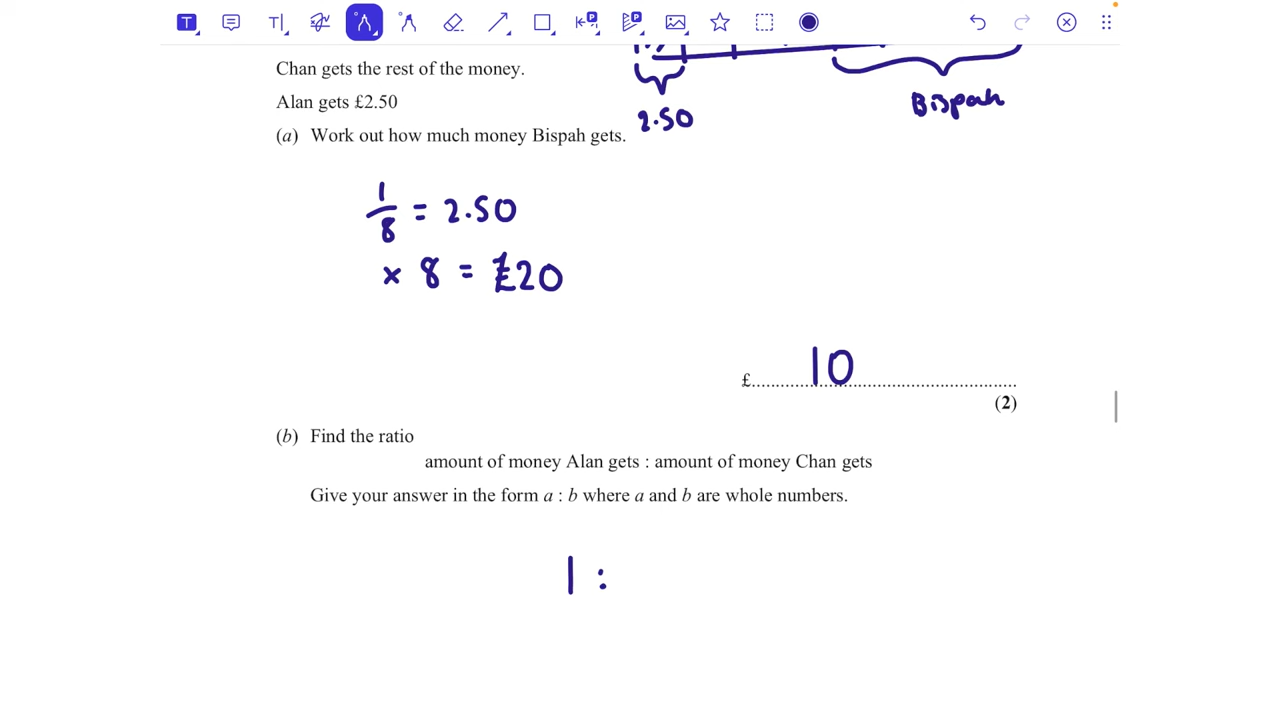 Chan gets the rest of the money.
Alan gets £2.50
(a) Work out how much money Bispah gets.
2.50
Bispah
1/8 = 2.50
× 8 = £20
£ 10
(2)
(b) Find the ratio
amount of money Alan gets : amount of money Chan gets
Give your answer in the form a : b where a and b are whole numbers.
1 :